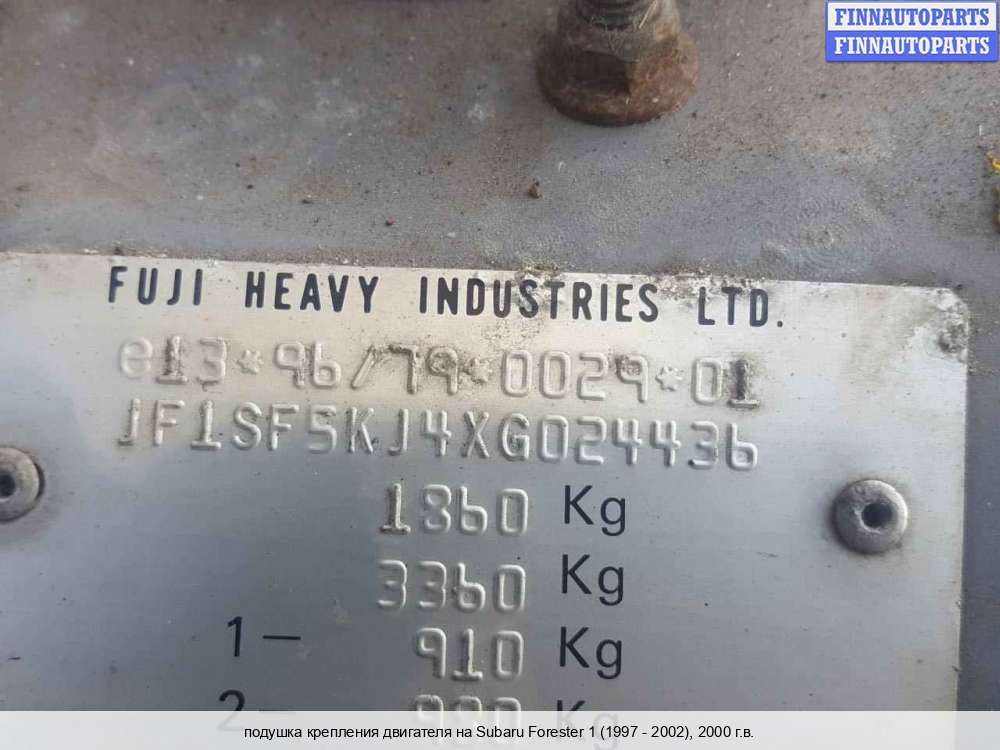 FINNAUTOPARTS
FINNAUTOPARTS
FUJI HEAVY INDUSTRIES LTD.
e13*96/79*0029*01
JF1SF5KJ4XG024436
1860 Kg
3360 Kg
1- 910 Kg
2- Kg
подушка крепления двигателя на Subaru Forester 1 (1997 - 2002), 2000 г.в.